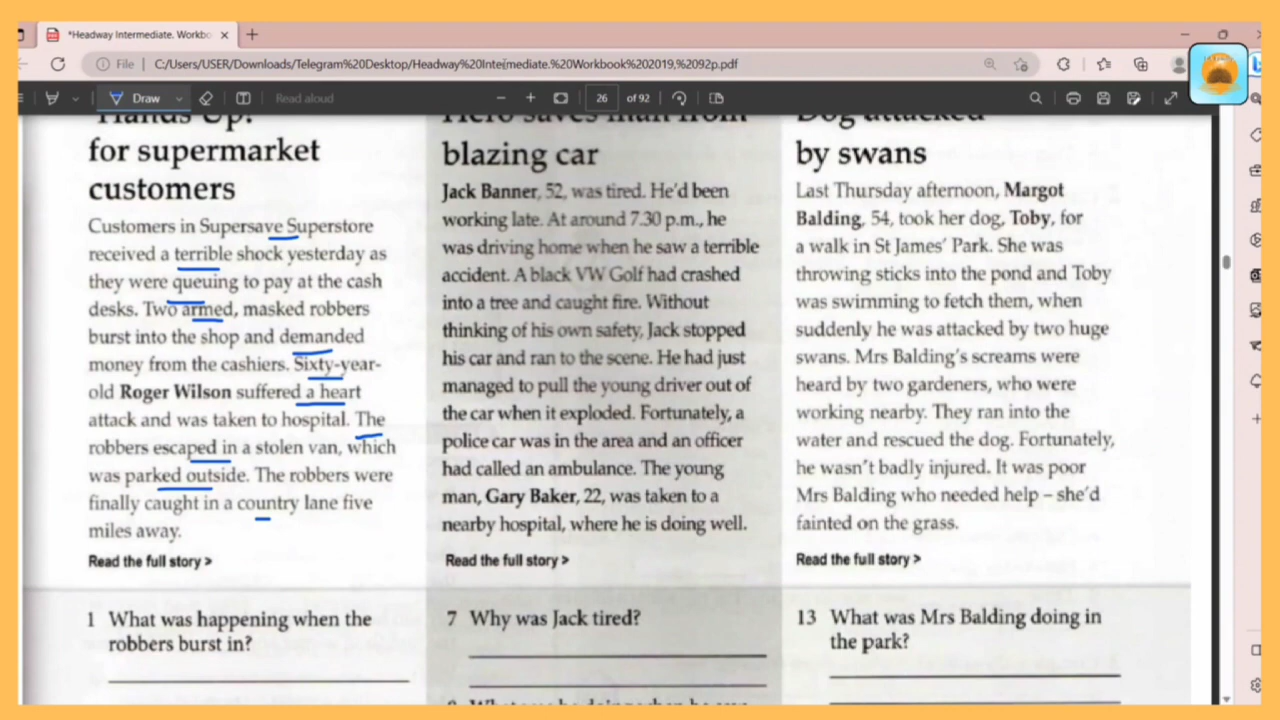 *Headway Intermediate. Workbo
File
C:/Users/USER/Downloads/Telegram%20Desktop/Headway%20Intermediate.%20Workbook%202019,%2092p.pdf
Draw
Read aloud
26 of 92
Hands Up!
for supermarket
customers
Customers in Supersave Superstore
received a terrible shock yesterday as
they were queuing to pay at the cash
desks. Two armed, masked robbers
burst into the shop and demanded
money from the cashiers. Sixty-year-
old Roger Wilson suffered a heart
attack and was taken to hospital. The
robbers escaped in a stolen van, which
was parked outside. The robbers were
finally caught in a country lane five
miles away.
Read the full story >
1 What was happening when the
robbers burst in?
Hero saves man from
blazing car
Jack Banner, 52, was tired. He'd been
working late. At around 7.30 p.m., he
was driving home when he saw a terrible
accident. A black VW Golf had crashed
into a tree and caught fire. Without
thinking of his own safety, Jack stopped
his car and ran to the scene. He had just
managed to pull the young driver out of
the car when it exploded. Fortunately, a
police car was in the area and an officer
had called an ambulance. The young
man, Gary Baker, 22, was taken to a
nearby hospital, where he is doing well.
Read the full story >
7 Why was Jack tired?
Dog attacked
by swans
Last Thursday afternoon, Margot
Balding, 54, took her dog, Toby, for
a walk in St James' Park. She was
throwing sticks into the pond and Toby
was swimming to fetch them, when
suddenly he was attacked by two huge
swans. Mrs Balding's screams were
heard by two gardeners, who were
working nearby. They ran into the
water and rescued the dog. Fortunately,
he wasn't badly injured. It was poor
Mrs Balding who needed help – she'd
fainted on the grass.
Read the full story >
13 What was Mrs Balding doing in
the park?